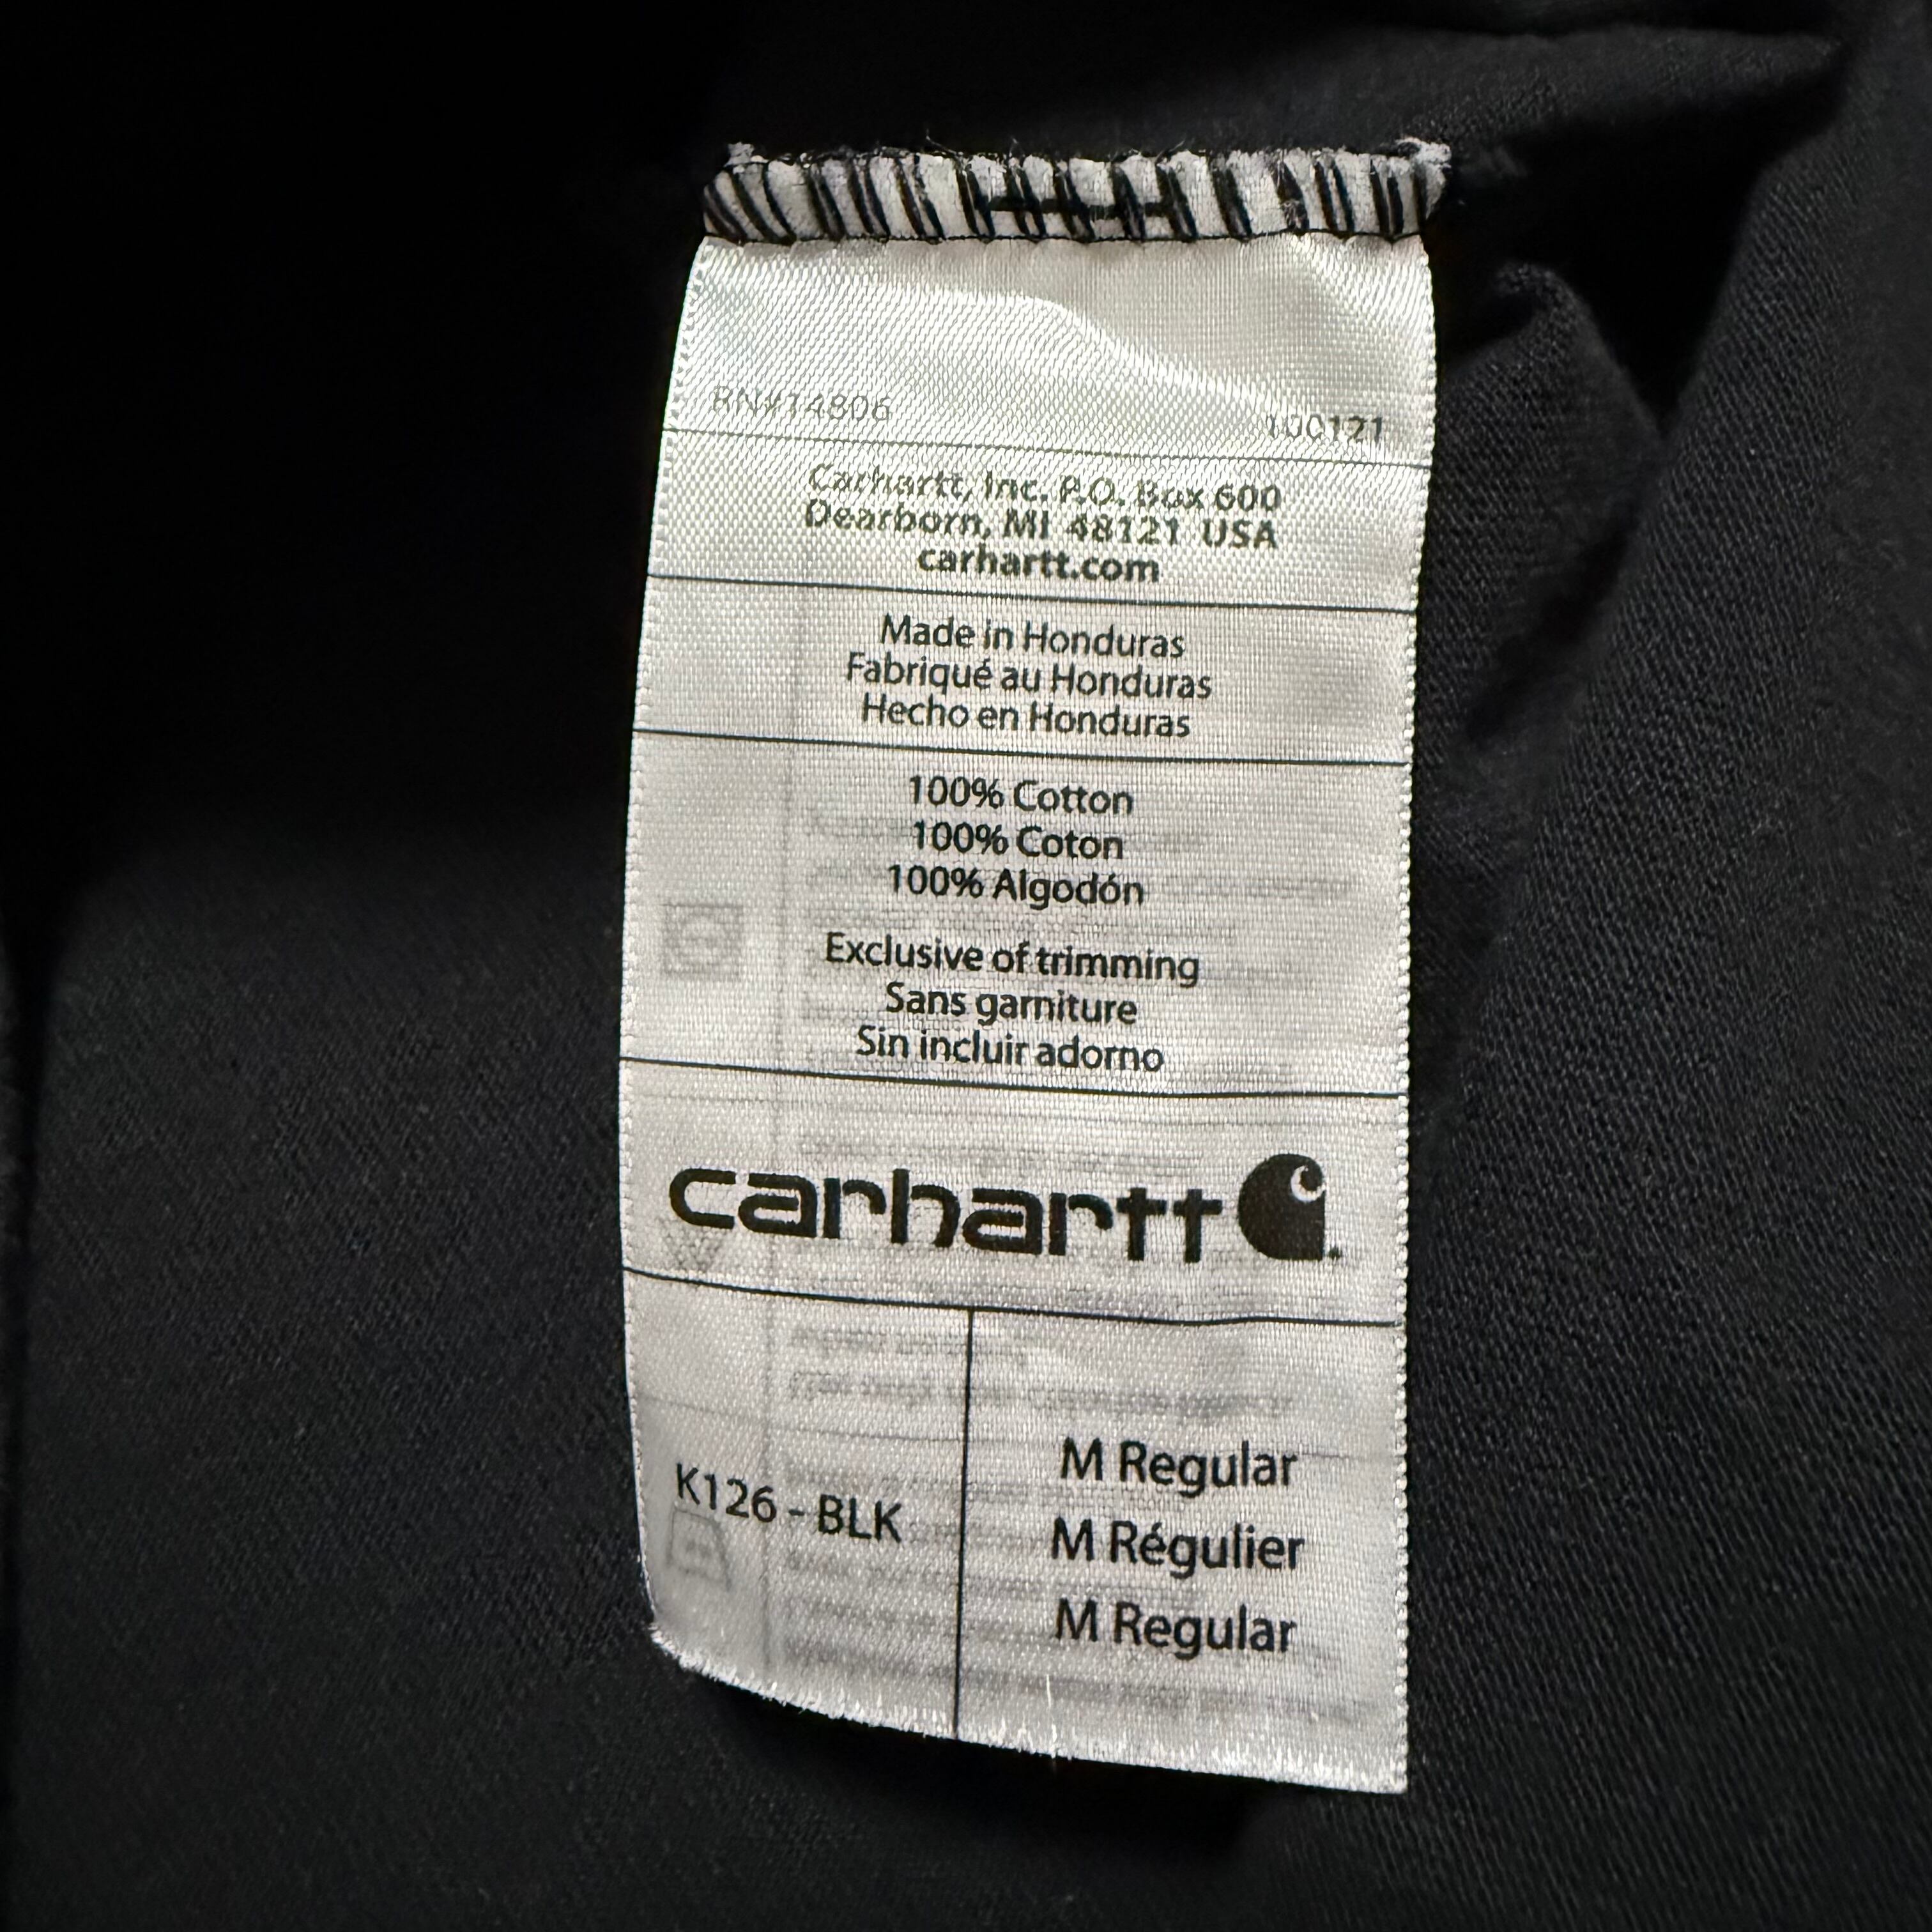 RN#14806 100121
Carhartt, Inc. P.O. Box 600
Dearborn, MI 48121 USA
carhartt.com
Made in Honduras
Fabriqué au Honduras
Hecho en Honduras
100% Cotton
100% Coton
100% Algodón
Exclusive of trimming
Sans garniture
Sin incluir adorno
carhartt
K126 - BLK
M Regular
M Régulier
M Regular